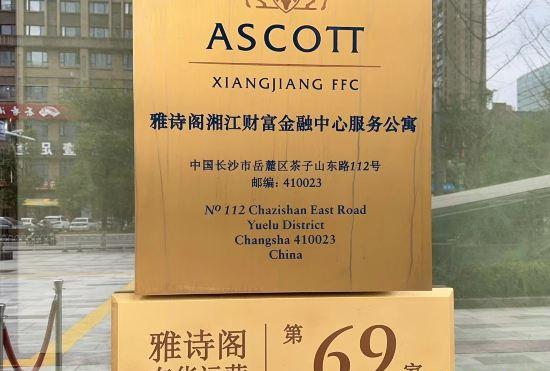 ASCOTT
XIANGJIANG FFC
雅诗阁湘江财富金融中心服务公寓
中国长沙市岳麓区茶子山东路112号
邮编: 410023
Nº 112 Chazishan East Road
Yuelu District
Changsha 410023
China
雅诗阁
第
69